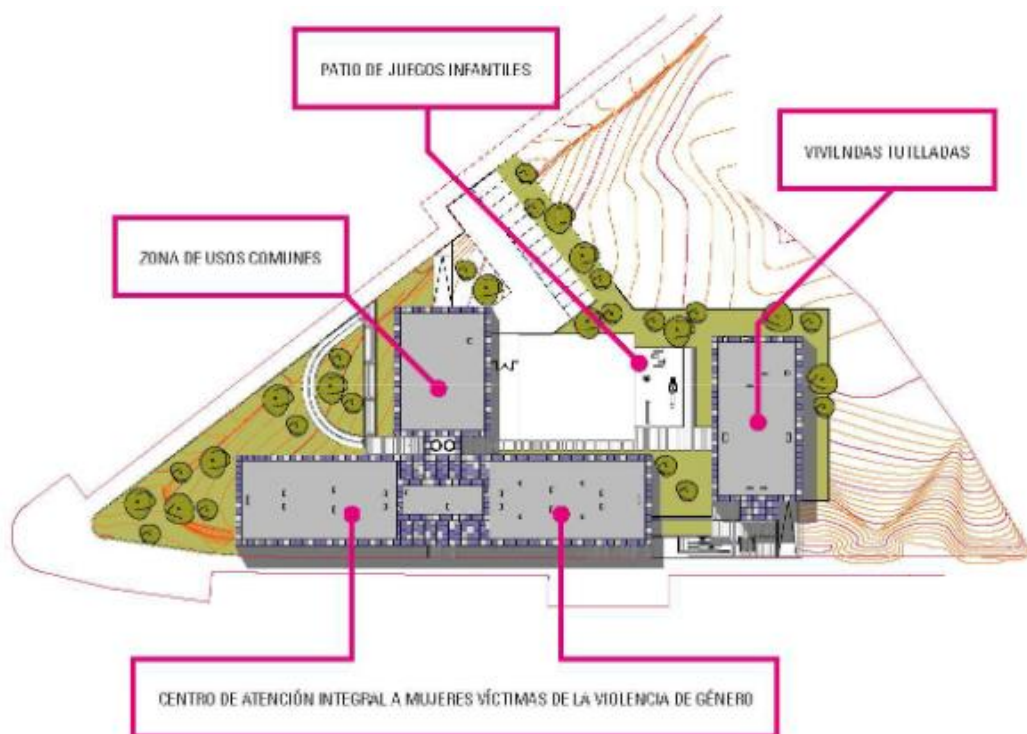 PATIO DE JUEGOS INFANTILES
VIVIENDAS TUTELADAS
ZONA DE USOS COMUNES
CENTRO DE ATENCIÓN INTEGRAL A MUJERES VÍCTIMAS DE LA VIOLENCIA DE GÉNERO